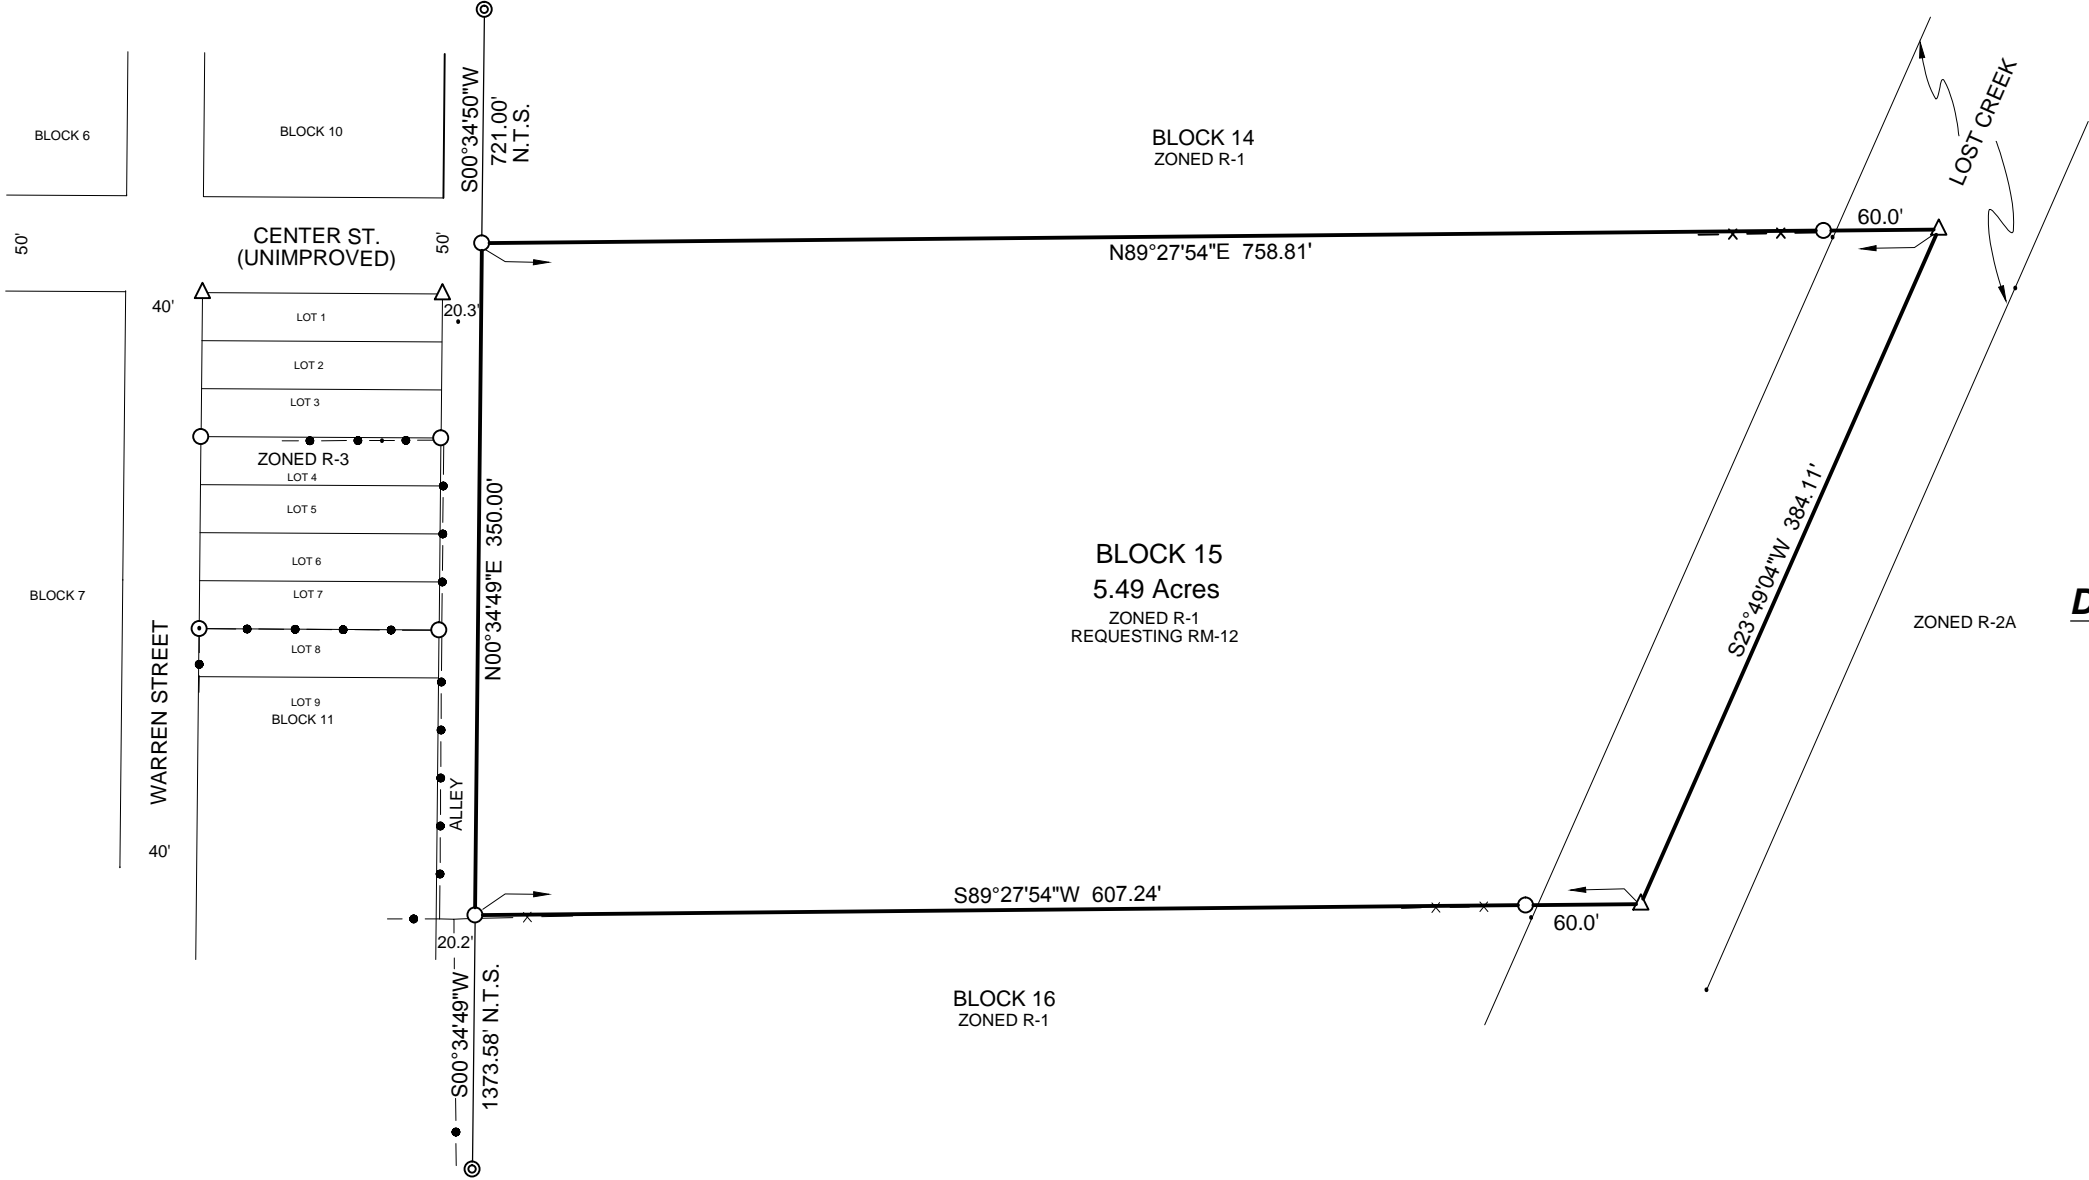 S00°34'50"W
721.00'
N.T.S.
BLOCK 6
BLOCK 10
BLOCK 14
ZONED R-1
LOST CREEK
60.0'
50'
CENTER ST.
(UNIMPROVED)
50'
N89°27'54"E 758.81'
40'
20.3'
LOT 1
LOT 2
LOT 3
ZONED R-3
LOT 4
LOT 5
LOT 6
LOT 7
LOT 8
LOT 9
BLOCK 11
BLOCK 7
WARREN STREET
40'
ALLEY
N00°34'49"E 350.00'
BLOCK 15
5.49 Acres
ZONED R-1
REQUESTING RM-12
S23°49'04"W 384.11'
ZONED R-2A
D
S89°27'54"W 607.24'
60.0'
20.2'
S00°34'49"W
1373.58' N.T.S.
BLOCK 16
ZONED R-1